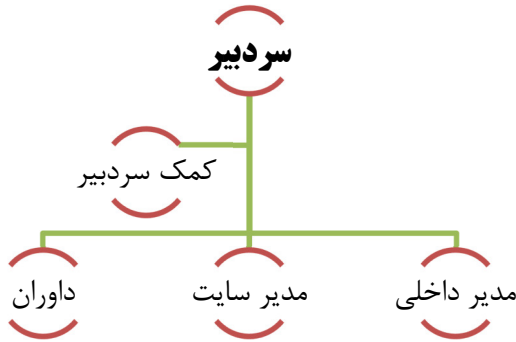 سردبیر
کمک سردبیر
مدیر داخلی
مدیر سایت
داوران